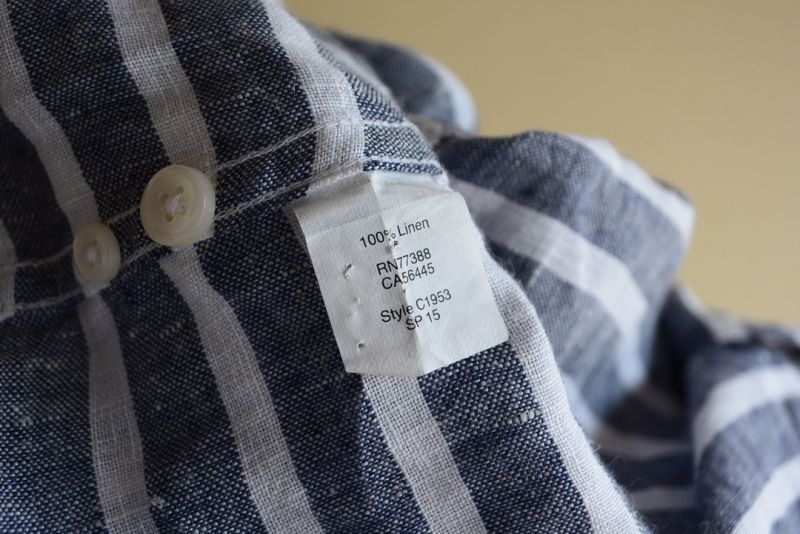 100% Linen
RN77388
CA56445
Style C1953
SP 15